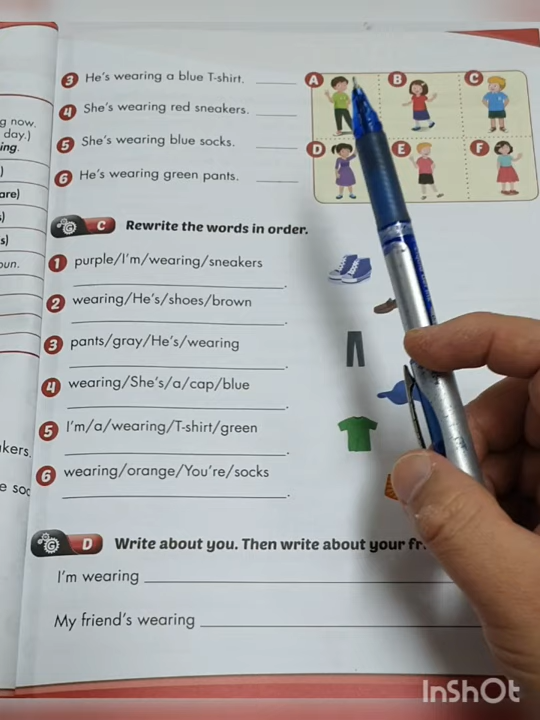 3 He's wearing a blue T-shirt.
4 She's wearing red sneakers.
5 She's wearing blue socks.
6 He's wearing green pants.
A B C
D E F
g now.
day.)
ing.
)
are)
s)
s)
oun.
kers.
e soc
C Rewrite the words in order.
1 purple/I'm/wearing/sneakers
2 wearing/He's/shoes/brown
3 pants/gray/He's/wearing
4 wearing/She's/a/cap/blue
5 I'm/a/wearing/T-shirt/green
6 wearing/orange/You're/socks
G D Write about you. Then write about your fr
I'm wearing
My friend's wearing
InShOt